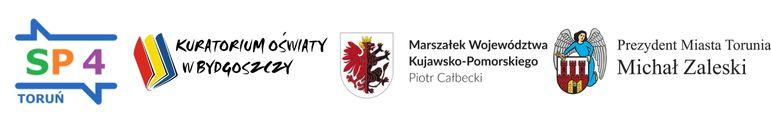 SP 4
TORUŃ
KURATORIUM OŚWIATY
W BYDGOSZCZY
Marszałek Województwa
Kujawsko-Pomorskiego
Piotr Całbecki
Prezydent Miasta Torunia
Michał Zaleski